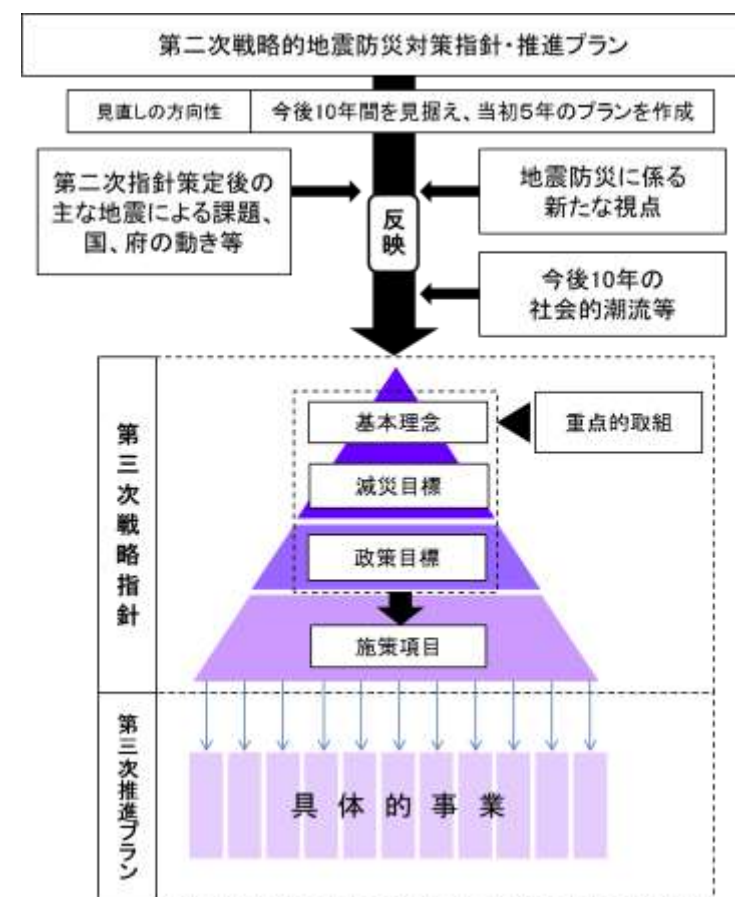 第二次戦略的地震防災対策指針・推進プラン
見直しの方向性
今後10年間を見据え、当初5年のプランを作成
第二次指針策定後の
主な地震による課題、
国、府の動き等
地震防災に係る
新たな視点
反映
今後10年の
社会的潮流等
第三次戦略指針
基本理念
重点的取組
減災目標
政策目標
施策項目
第三次推進プラン
具体的事業